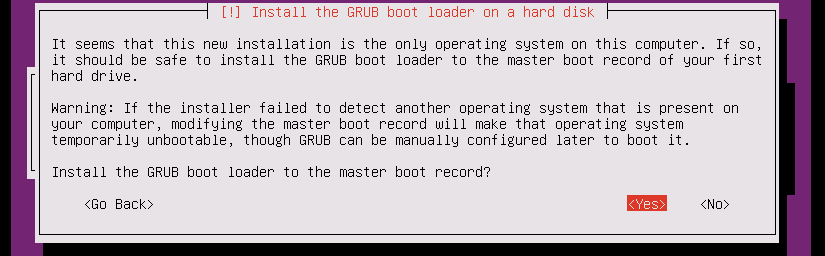 [!] Install the GRUB boot loader on a hard disk
It seems that this new installation is the only operating system on this computer. If so,
it should be safe to install the GRUB boot loader to the master boot record of your first
hard drive.
Warning: If the installer failed to detect another operating system that is present on
your computer, modifying the master boot record will make that operating system
temporarily unbootable, though GRUB can be manually configured later to boot it.
Install the GRUB boot loader to the master boot record?
<Go Back> <Yes> <No>